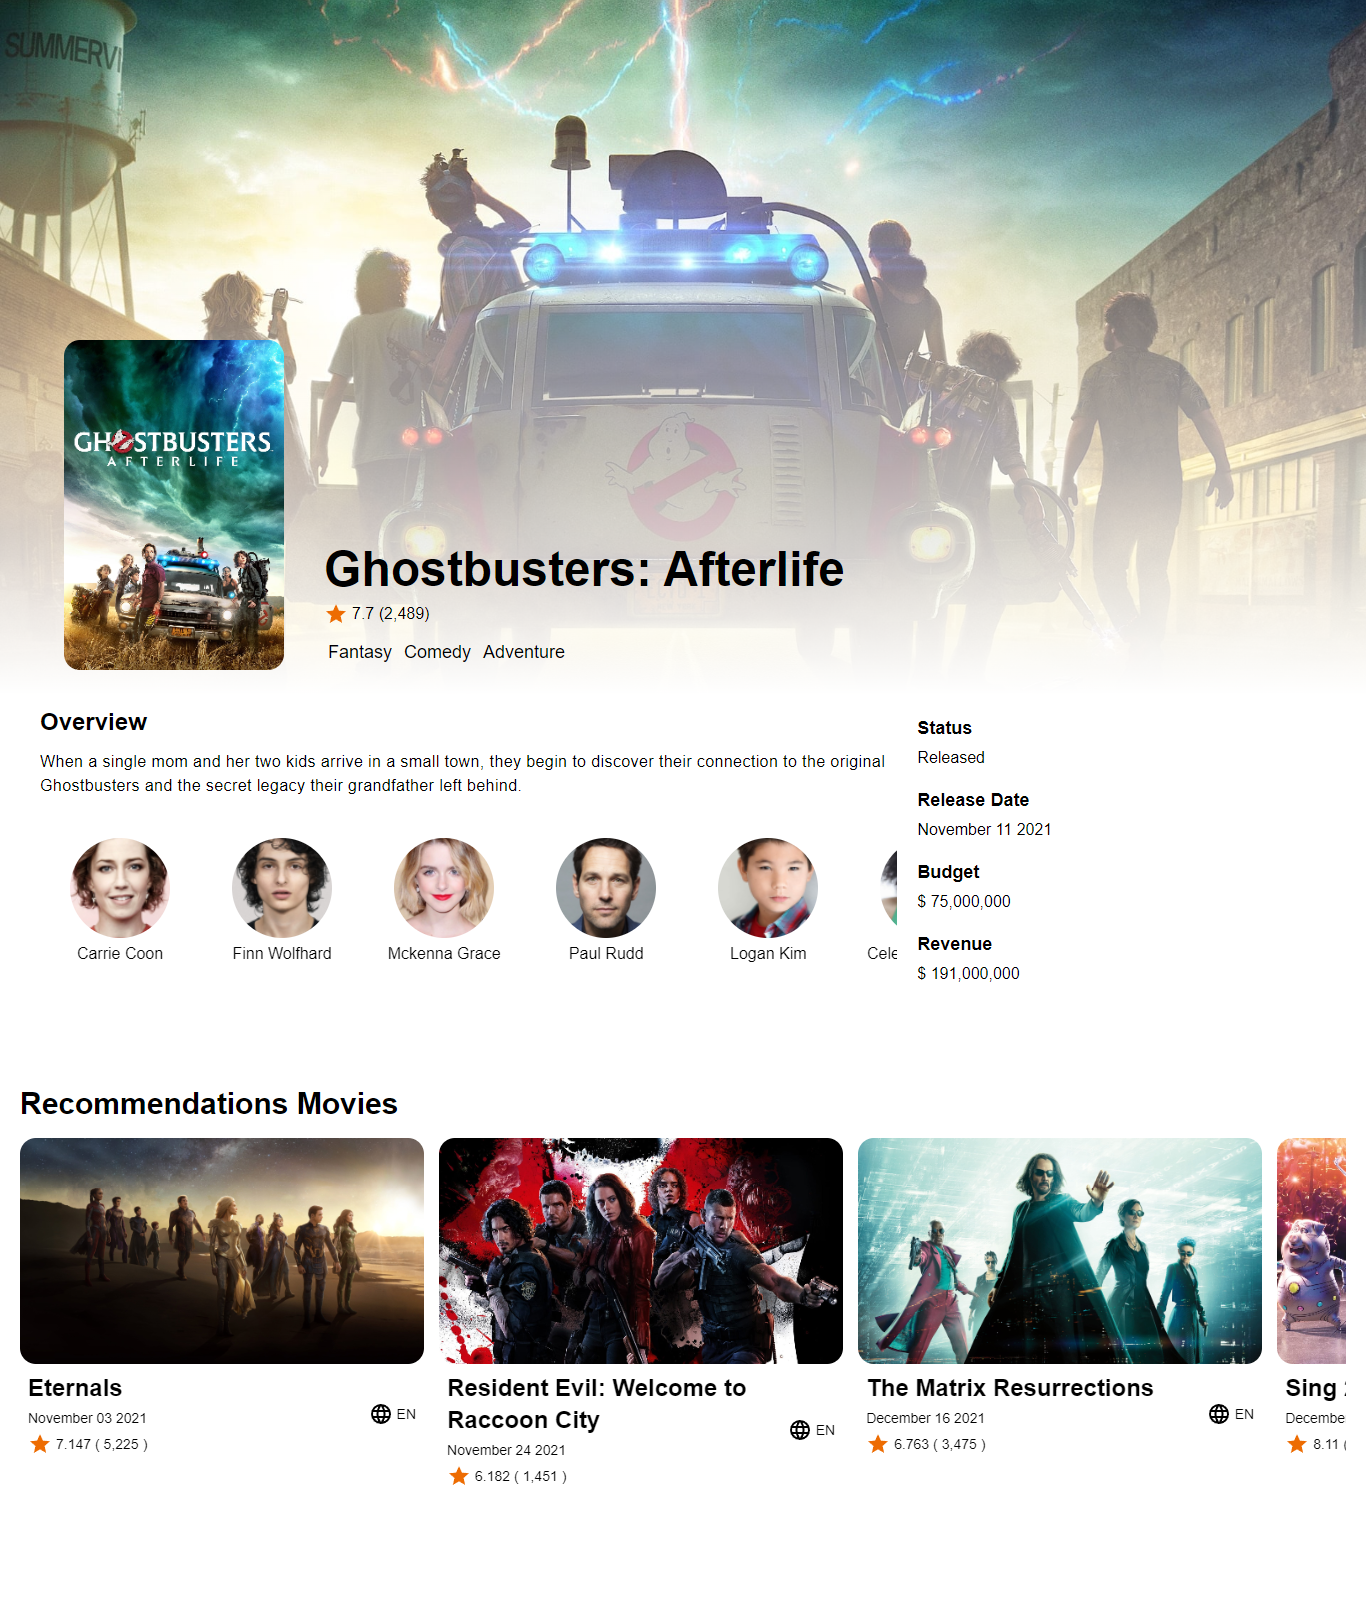 SUMMERVI
GHOSTBUSTERS
AFTERLIFE
Ghostbusters: Afterlife
7.7 (2,489)
Fantasy Comedy Adventure
Overview
When a single mom and her two kids arrive in a small town, they begin to discover their connection to the original
Ghostbusters and the secret legacy their grandfather left behind.
Carrie Coon
Finn Wolfhard
Mckenna Grace
Paul Rudd
Logan Kim
Cele
Status
Released
Release Date
November 11 2021
Budget
$ 75,000,000
Revenue
$ 191,000,000
Recommendations Movies
Eternals
November 03 2021
7.147 ( 5,225 )
EN
Resident Evil: Welcome to
Raccoon City
November 24 2021
6.182 ( 1,451 )
EN
The Matrix Resurrections
December 16 2021
6.763 ( 3,475 )
EN
Sing
Decembe
8.11 (